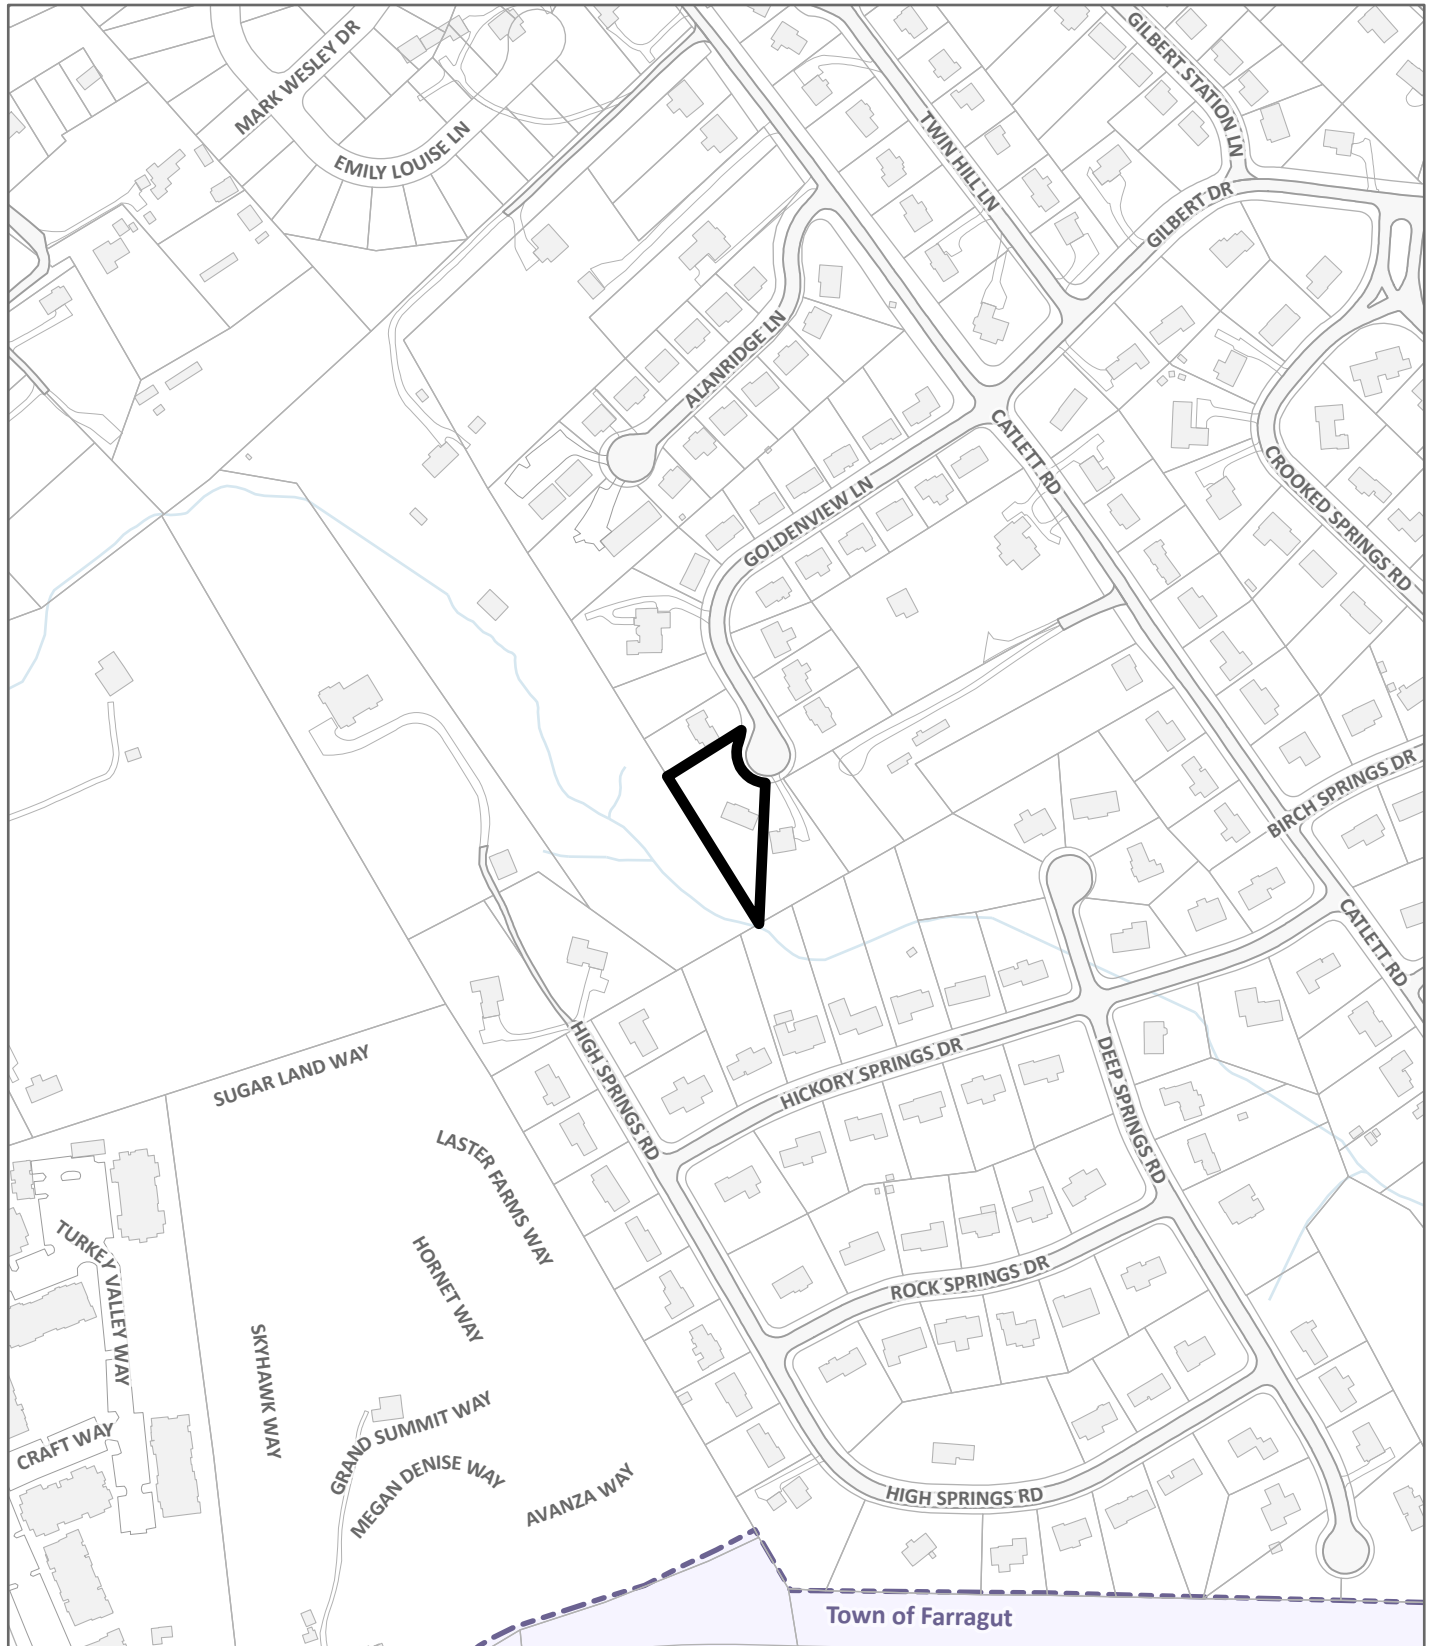 GILBERT STATION LN
MARK WESLEY DR
EMILY LOUISE LN
TWIN HILL LN
GILBERT DR
ALANRIDGE LN
CATLETT RD
CROOKED SPRINGS RD
GOLDENVIEW LN
BIRCH SPRINGS DR
CATLETT RD
HIGH SPRINGS RD
HICKORY SPRINGS DR
DEEP SPRINGS RD
SUGAR LAND WAY
LASTER FARMS WAY
TURKEY VALLEY WAY
HORNET WAY
ROCK SPRINGS DR
SKYHAWK WAY
GRAND SUMMIT WAY
CRAFT WAY
MEGAN DENISE WAY
AVANZA WAY
HIGH SPRINGS RD
Town of Farragut